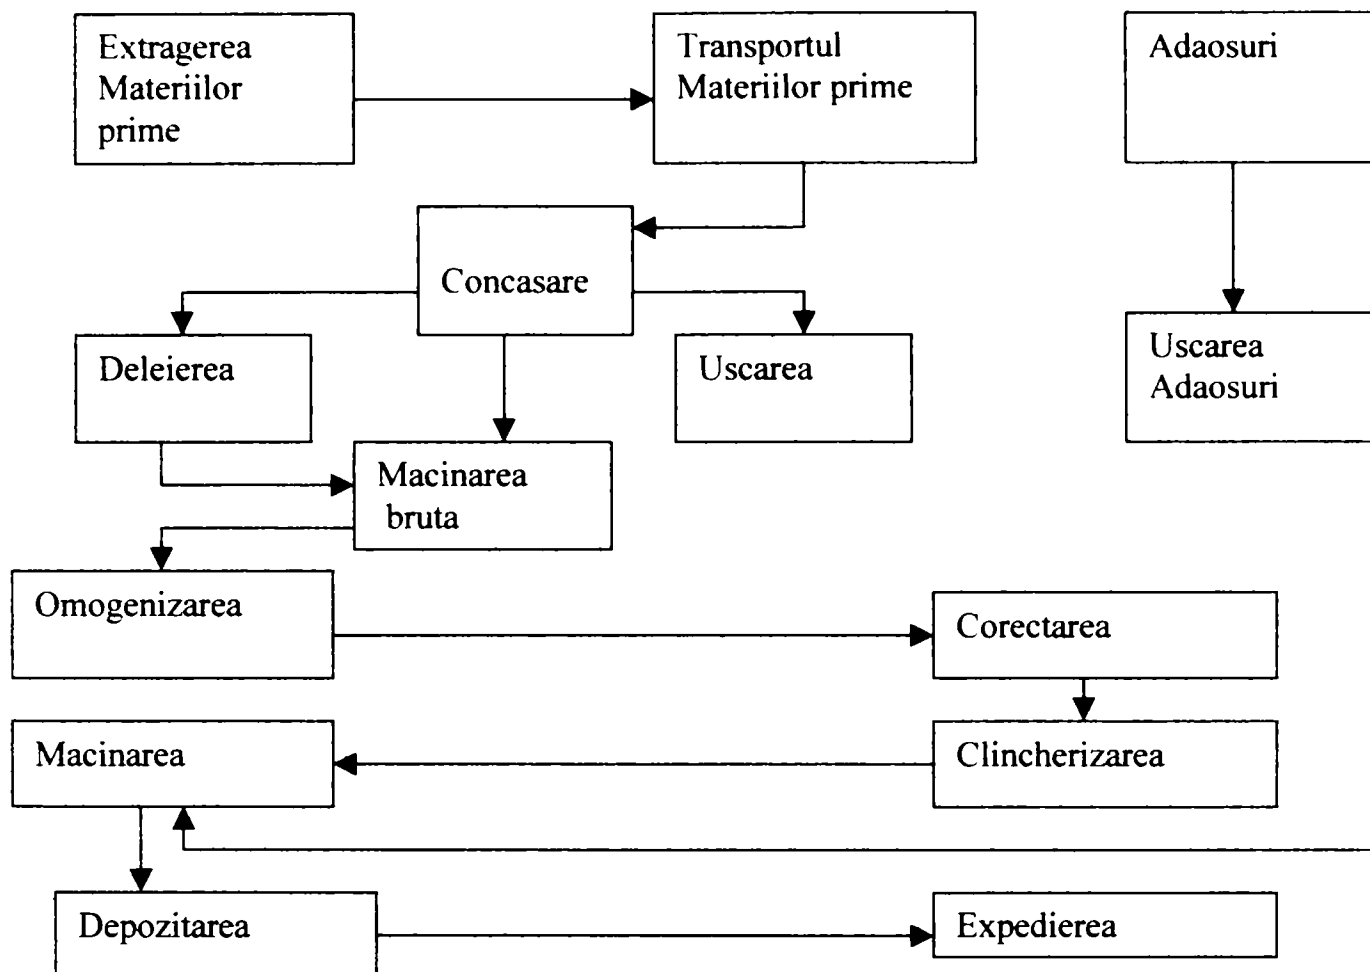 Extragerea
Materiilor
prime
Transportul
Materiilor prime
Adaosuri
Concasare
Deleierea
Uscarea
Uscarea
Adaosuri
Macinarea
bruta
Omogenizarea
Corectarea
Macinarea
Clincherizarea
Depozitarea
Expedierea